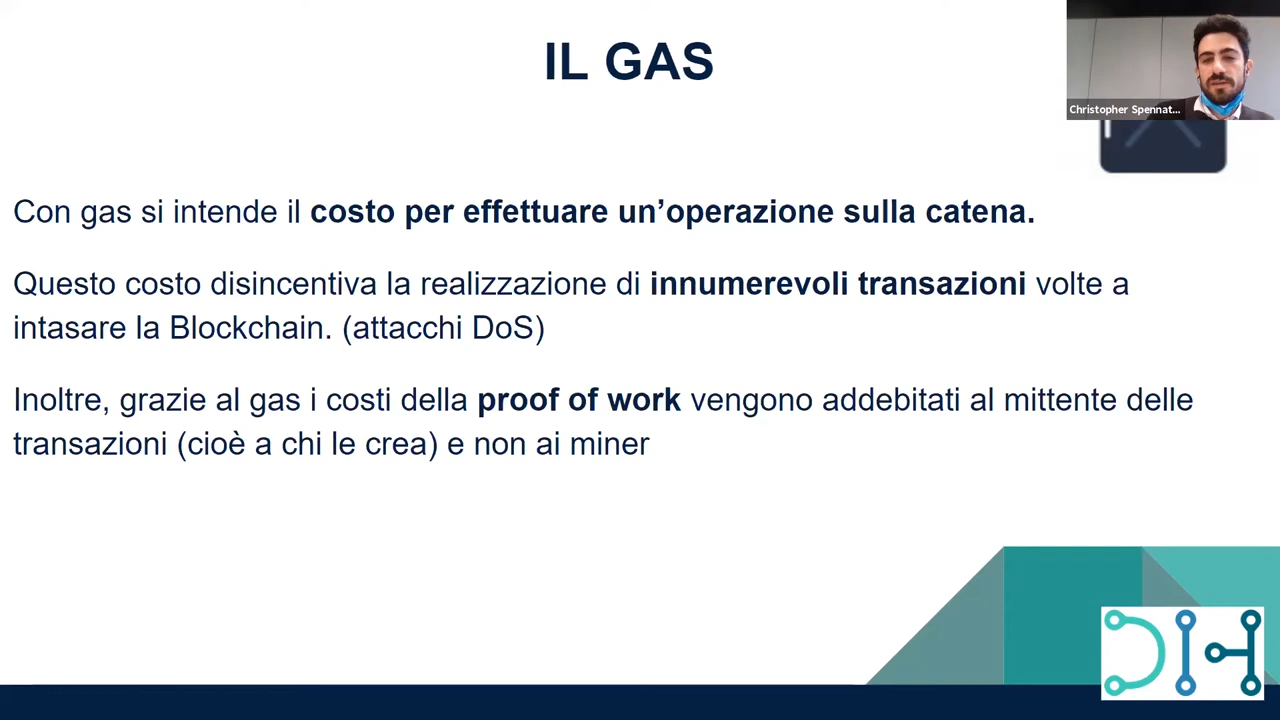 IL GAS
Christopher Spennat...
Con gas si intende il costo per effettuare un’operazione sulla catena.
Questo costo disincentiva la realizzazione di innumerevoli transazioni volte a
intasare la Blockchain. (attacchi DoS)
Inoltre, grazie al gas i costi della proof of work vengono addebitati al mittente delle
transazioni (cioè a chi le crea) e non ai miner
DIH